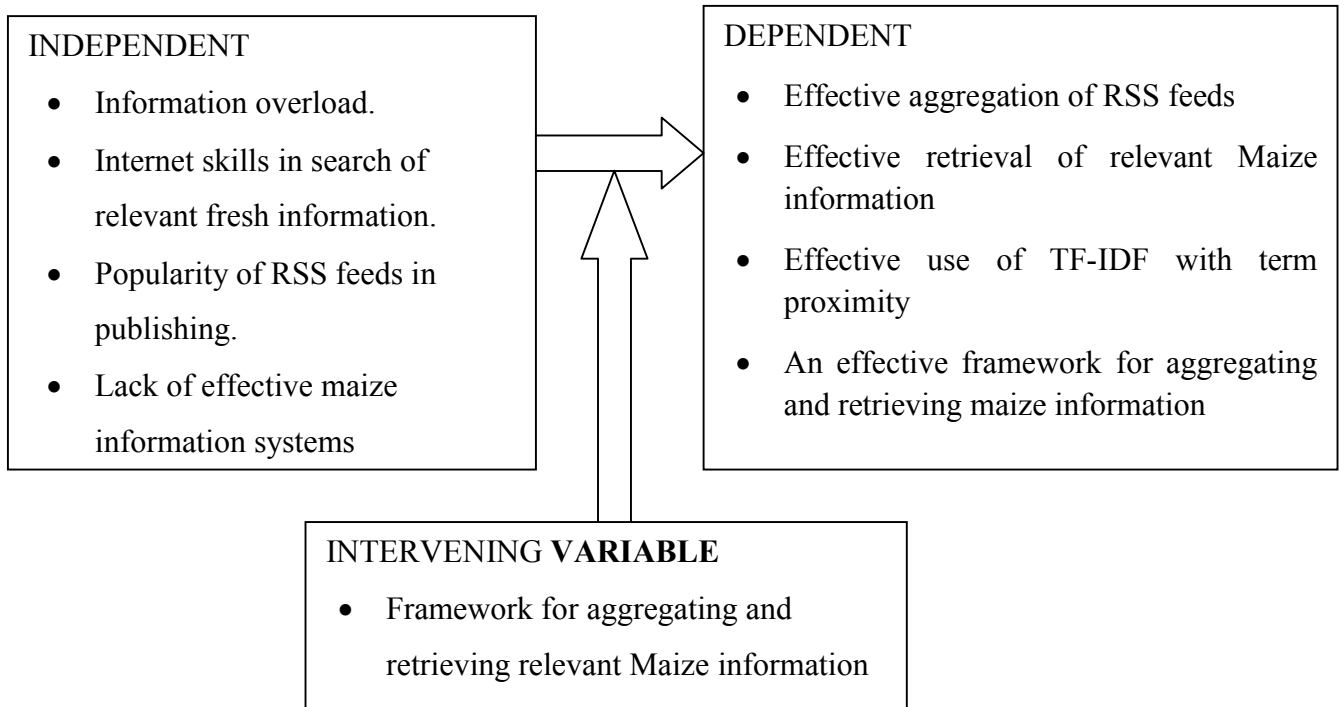 INDEPENDENT
• Information overload.
• Internet skills in search of
relevant fresh information.
• Popularity of RSS feeds in
publishing.
• Lack of effective maize
information systems
DEPENDENT
• Effective aggregation of RSS feeds
• Effective retrieval of relevant Maize
information
• Effective use of TF-IDF with term
proximity
• An effective framework for aggregating
and retrieving maize information
INTERVENING VARIABLE
• Framework for aggregating and
retrieving relevant Maize information